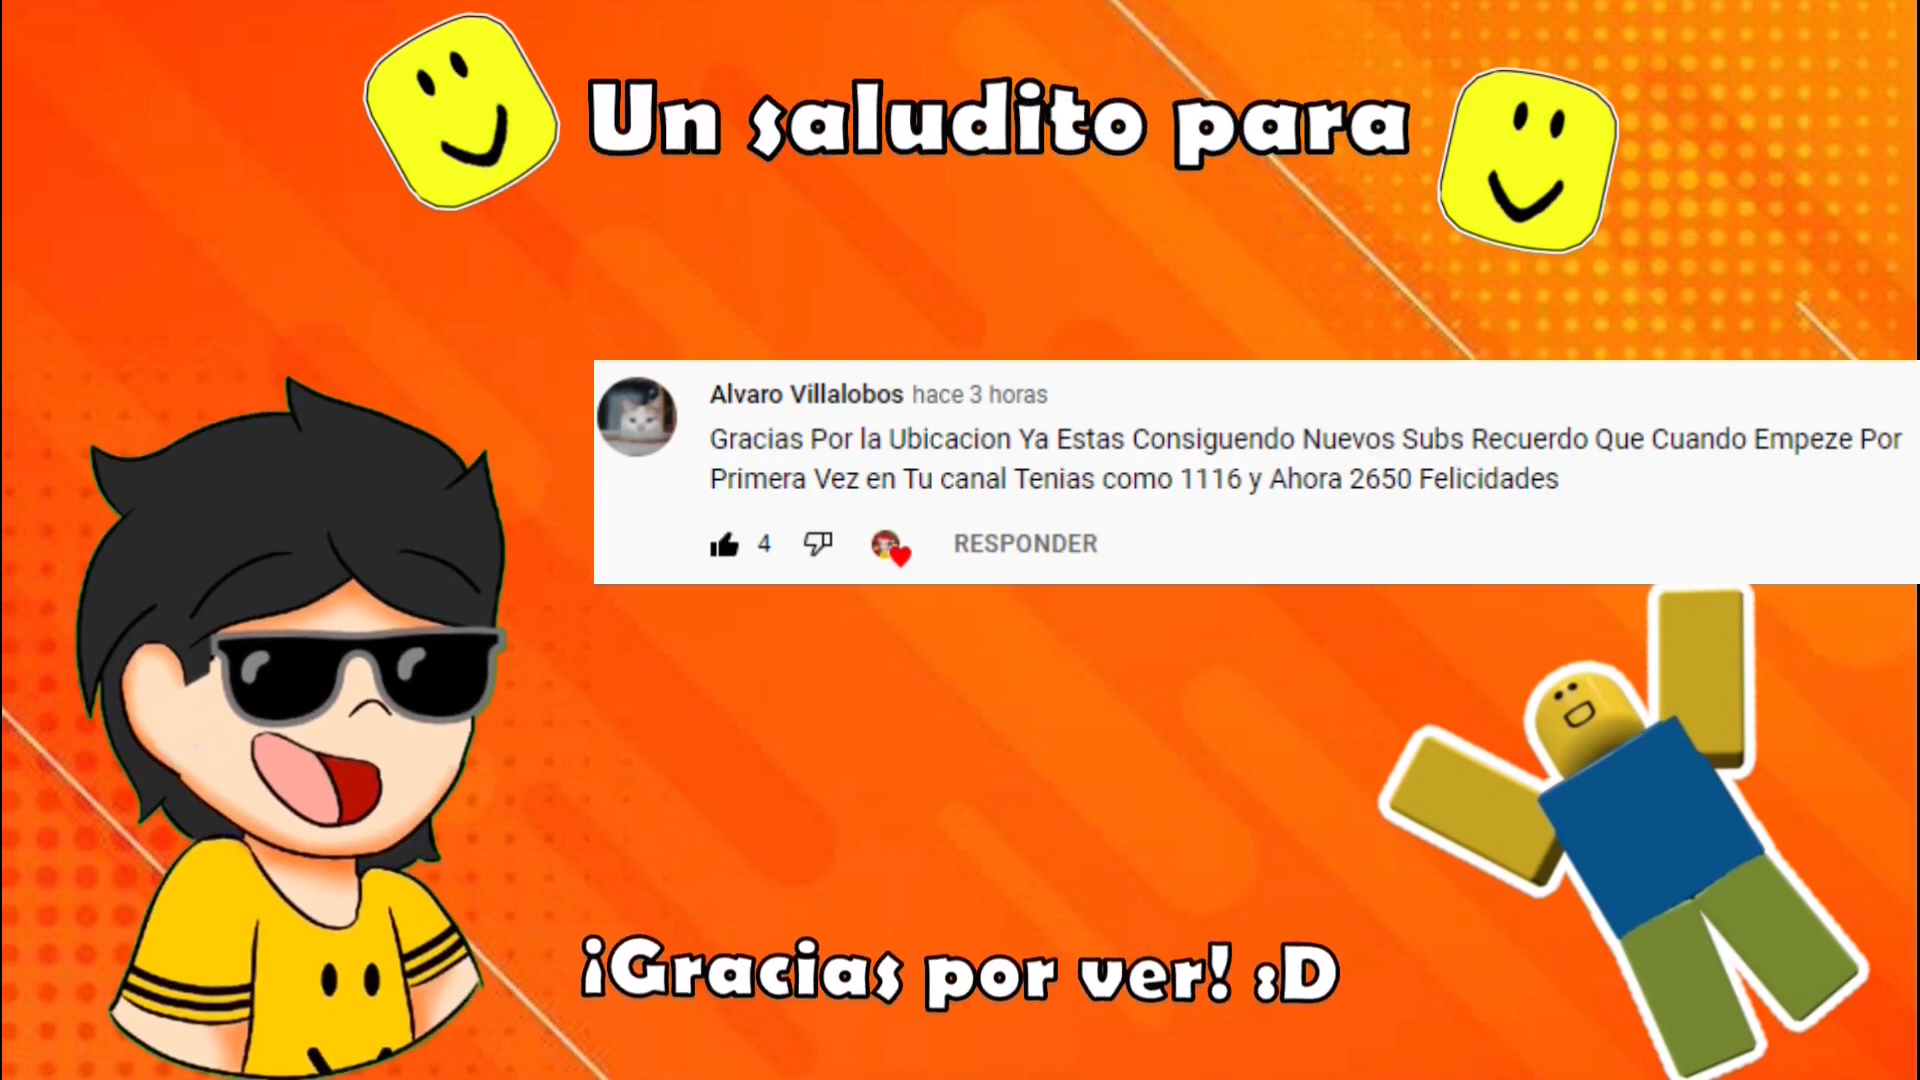 Un saludito para
Alvaro Villalobos hace 3 horas
Gracias Por la Ubicacion Ya Estas Consiguendo Nuevos Subs Recuerdo Que Cuando Empeze Por
Primera Vez en Tu canal Tenias como 1116 y Ahora 2650 Felicidades
4
RESPONDER
¡Gracias por ver! :D